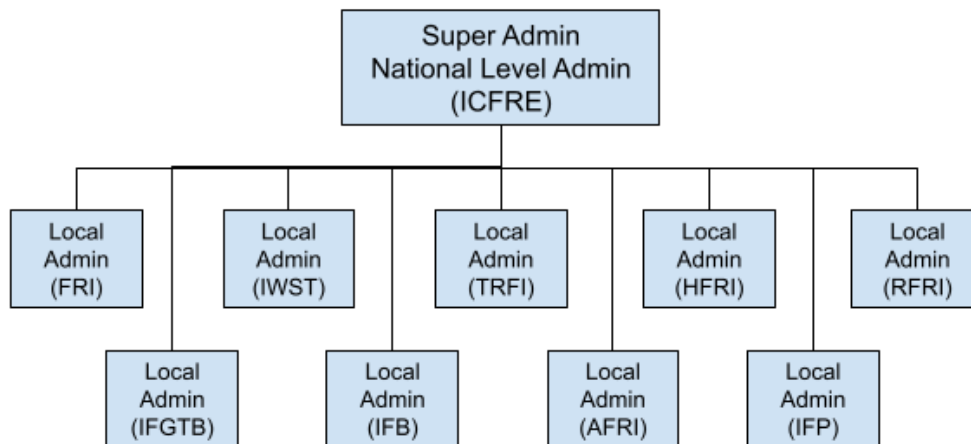 Super Admin
National Level Admin
(ICFRE)
Local
Admin
(FRI)
Local
Admin
(IWST)
Local
Admin
(TRFI)
Local
Admin
(HFRI)
Local
Admin
(RFRI)
Local
Admin
(IFGTB)
Local
Admin
(IFB)
Local
Admin
(AFRI)
Local
Admin
(IFP)